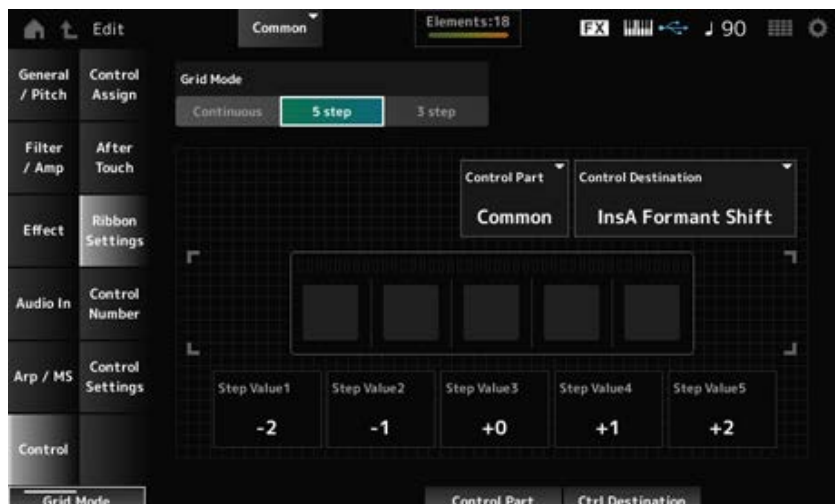 Edit
Common
Elements:18
FX
♩ 90
General / Pitch
Control Assign
Filter / Amp
After Touch
Effect
Ribbon Settings
Audio In
Control Number
Arp / MS
Control Settings
Control
Grid Mode
Continuous
5 step
3 step
Control Part
Common
Control Destination
InsA Formant Shift
Step Value1
Step Value2
Step Value3
Step Value4
Step Value5
-2
-1
+0
+1
+2
Grid Mode
Control Part
Ctrl Destination